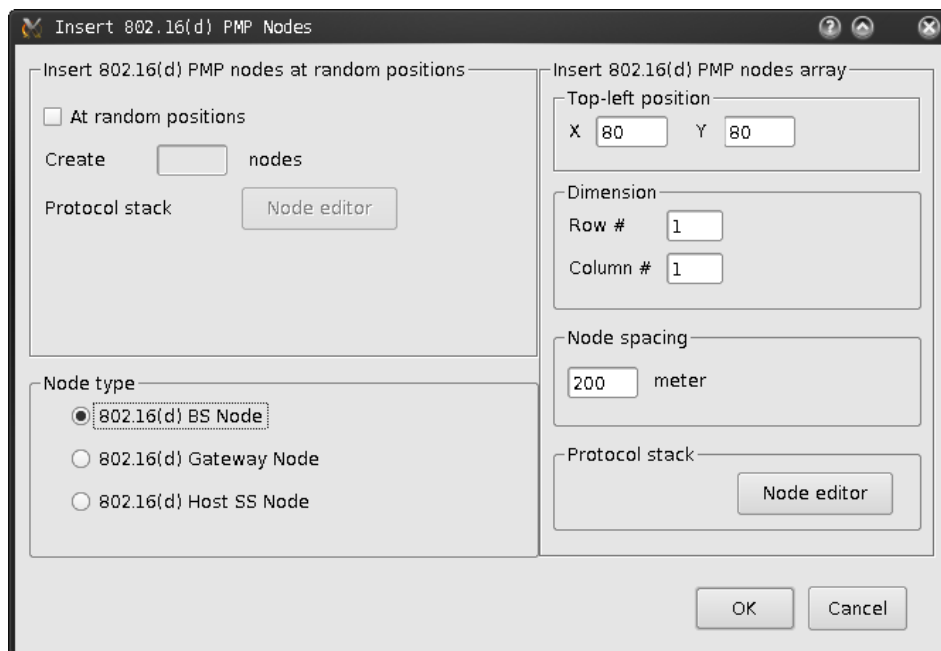 Insert 802.16(d) PMP Nodes
Insert 802.16(d) PMP nodes at random positions
At random positions
Create nodes
Protocol stack Node editor
Node type
802.16(d) BS Node
802.16(d) Gateway Node
802.16(d) Host SS Node
Insert 802.16(d) PMP nodes array
Top-left position
X 80 Y 80
Dimension
Row # 1
Column # 1
Node spacing
200 meter
Protocol stack
Node editor
OK Cancel